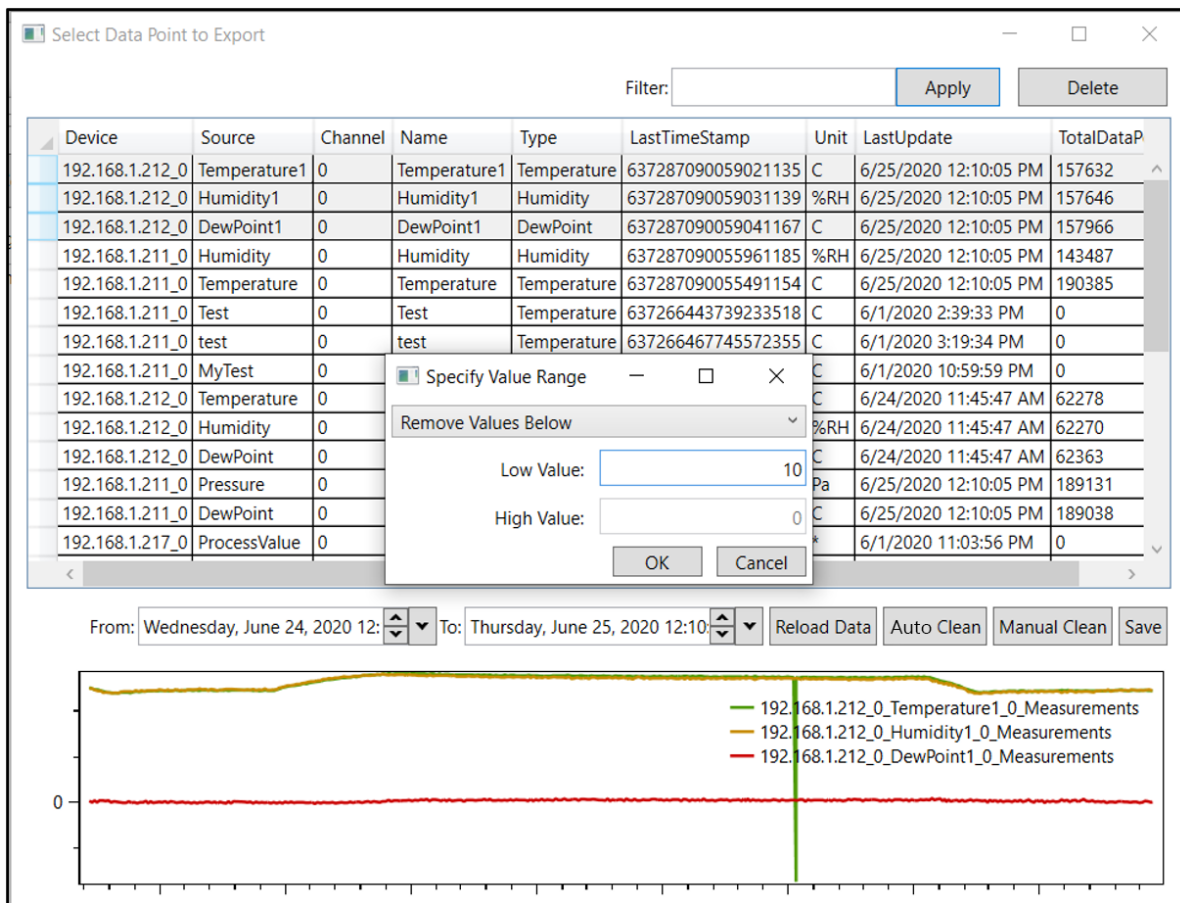 Select Data Point to Export
Filter: Apply Delete
Device Source Channel Name Type LastTimeStamp Unit LastUpdate TotalDataP
192.168.1.212_0 Temperature1 0 Temperature1 Temperature 637287090059021135 C 6/25/2020 12:10:05 PM 157632
192.168.1.212_0 Humidity1 0 Humidity1 Humidity 637287090059031139 %RH 6/25/2020 12:10:05 PM 157646
192.168.1.212_0 DewPoint1 0 DewPoint1 DewPoint 637287090059041167 C 6/25/2020 12:10:05 PM 157966
192.168.1.211_0 Humidity 0 Humidity Humidity 637287090055961185 %RH 6/25/2020 12:10:05 PM 143487
192.168.1.211_0 Temperature 0 Temperature Temperature 637287090055491154 C 6/25/2020 12:10:05 PM 190385
192.168.1.211_0 Test 0 Test Temperature 637266443739233518 C 6/1/2020 2:39:33 PM 0
192.168.1.211_0 test 0 test Temperature 637266467745572355 C 6/1/2020 3:19:34 PM 0
192.168.1.211_0 MyTest 0 C 6/1/2020 10:59:59 PM 0
192.168.1.212_0 Temperature 0 C 6/24/2020 11:45:47 AM 62278
192.168.1.212_0 Humidity 0 %RH 6/24/2020 11:45:47 AM 62270
192.168.1.212_0 DewPoint 0 C 6/24/2020 11:45:47 AM 62363
192.168.1.211_0 Pressure 0 Pa 6/25/2020 12:10:05 PM 189131
192.168.1.211_0 DewPoint 0 C 6/25/2020 12:10:05 PM 189038
192.168.1.217_0 ProcessValue 0 * 6/1/2020 11:03:56 PM 0
Specify Value Range
Remove Values Below
Low Value: 10
High Value: 0
OK Cancel
From: Wednesday, June 24, 2020 12: To: Thursday, June 25, 2020 12:10: Reload Data Auto Clean Manual Clean Save
192.168.1.212_0_Temperature1_0_Measurements
192.168.1.212_0_Humidity1_0_Measurements
192.168.1.212_0_DewPoint1_0_Measurements
0